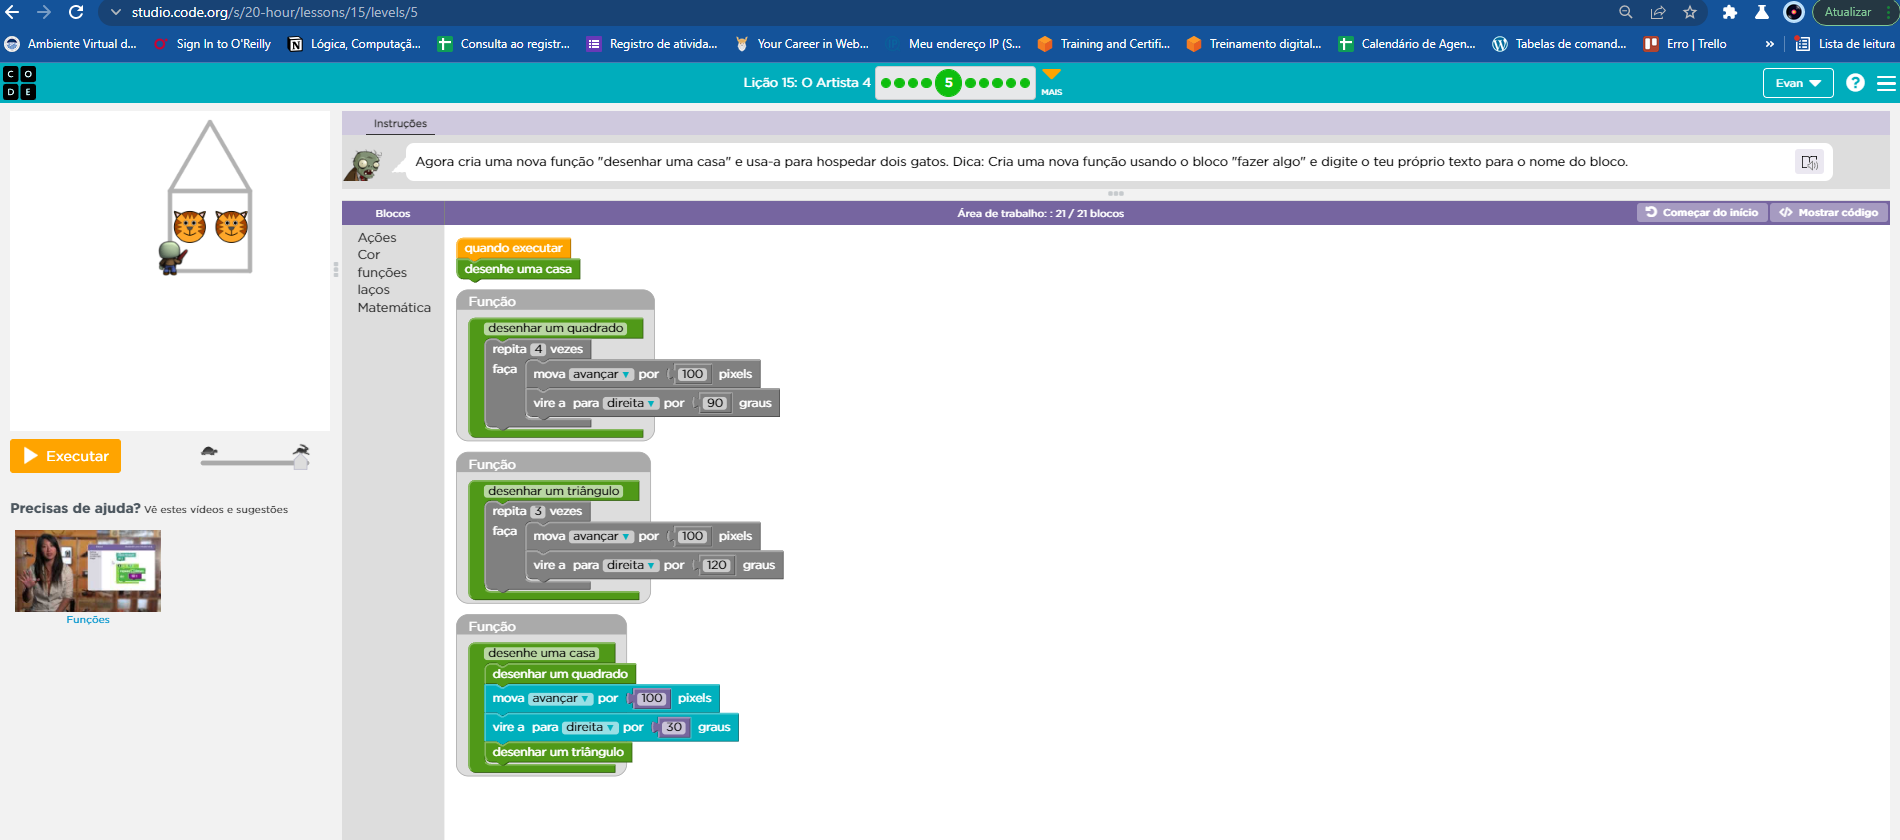 studio.code.org/s/20-hour/lessons/15/levels/5
Atualizar
Ambiente Virtual d...
Sign In to O'Reilly
Lógica, Computaçã...
Consulta ao registr...
Registro de ativida...
Your Career in Web...
Meu endereço IP (S...
Training and Certifi...
Treinamento digital...
Calendário de Agen...
Tabelas de comand...
Erro | Trello
»
Lista de leitura
C O
D E
Lição 15: O Artista 4
5
MAIS
Evan
?
Instruções
Agora cria uma nova função "desenhar uma casa" e usa-a para hospedar dois gatos. Dica: Cria uma nova função usando o bloco "fazer algo" e digite o teu próprio texto para o nome do bloco.
Blocos
Área de trabalho: : 21 / 21 blocos
Começar do início
</> Mostrar código
Ações
Cor
funções
laços
Matemática
quando executar
desenhe uma casa
Função
desenhar um quadrado
repita 4 vezes
faça
mova avançar por 100 pixels
vire a para direita por 90 graus
Função
desenhar um triângulo
repita 3 vezes
faça
mova avançar por 100 pixels
vire a para direita por 120 graus
Função
desenhe uma casa
desenhar um quadrado
mova avançar por 100 pixels
vire a para direita por 30 graus
desenhar um triângulo
Executar
Precisas de ajuda? Vê estes vídeos e sugestões
Funções